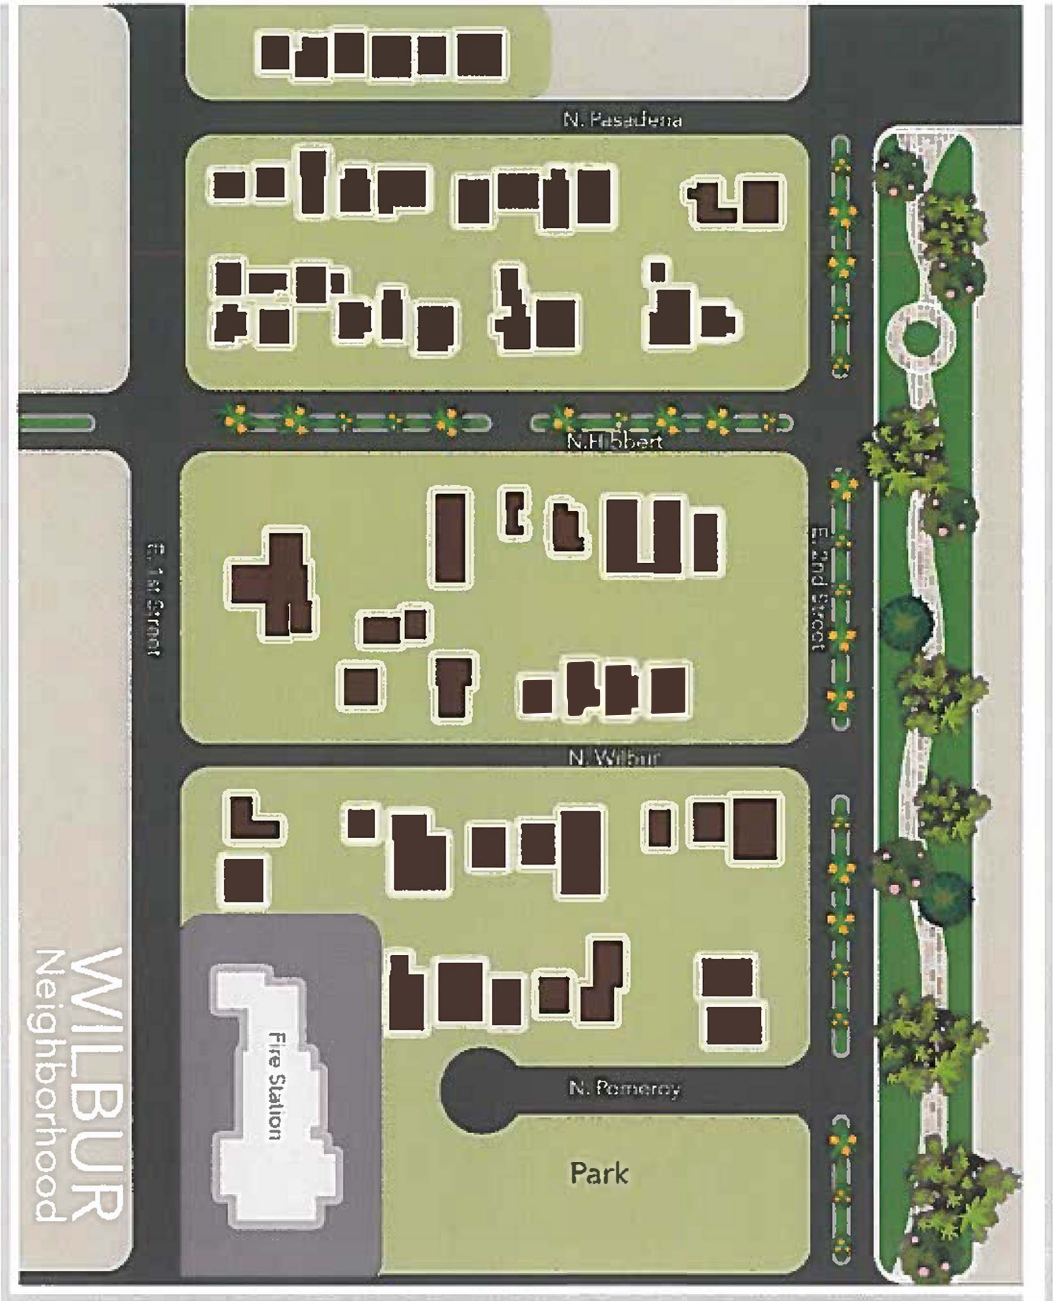 N. Pasadena
N. Hibbert
E. 1st Street
E. 2nd Street
N. Wilbur
WILBUR
Neighborhood
Fire Station
N. Pomeroy
Park